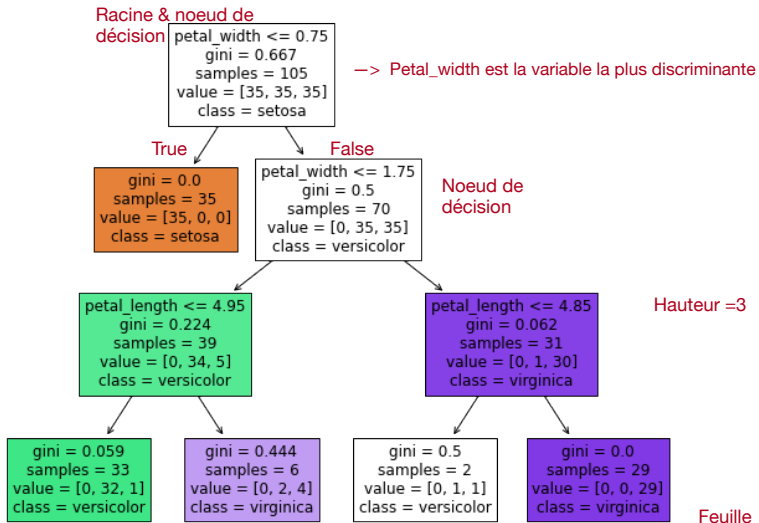 Racine & noeud de
décision
petal_width <= 0.75
gini = 0.667
samples = 105
value = [35, 35, 35]
class = setosa
—> Petal_width est la variable la plus discriminante
True
False
gini = 0.0
samples = 35
value = [35, 0, 0]
class = setosa
petal_width <= 1.75
gini = 0.5
samples = 70
value = [0, 35, 35]
class = versicolor
Noeud de
décision
petal_length <= 4.95
gini = 0.224
samples = 39
value = [0, 34, 5]
class = versicolor
petal_length <= 4.85
gini = 0.062
samples = 31
value = [0, 1, 30]
class = virginica
Hauteur =3
gini = 0.059
samples = 33
value = [0, 32, 1]
class = versicolor
gini = 0.444
samples = 6
value = [0, 2, 4]
class = virginica
gini = 0.5
samples = 2
value = [0, 1, 1]
class = versicolor
gini = 0.0
samples = 29
value = [0, 0, 29]
class = virginica
Feuille